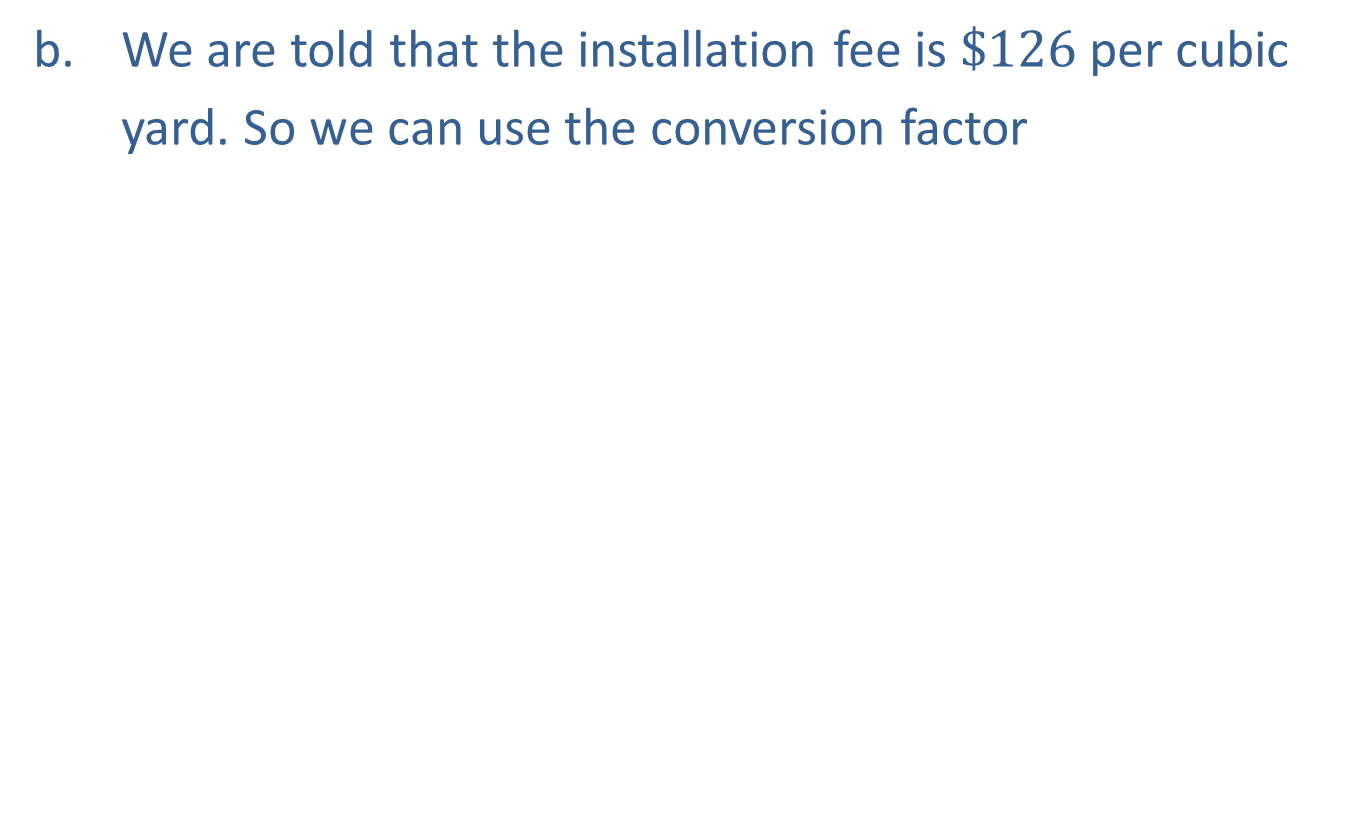 b. We are told that the installation fee is $126 per cubic
yard. So we can use the conversion factor